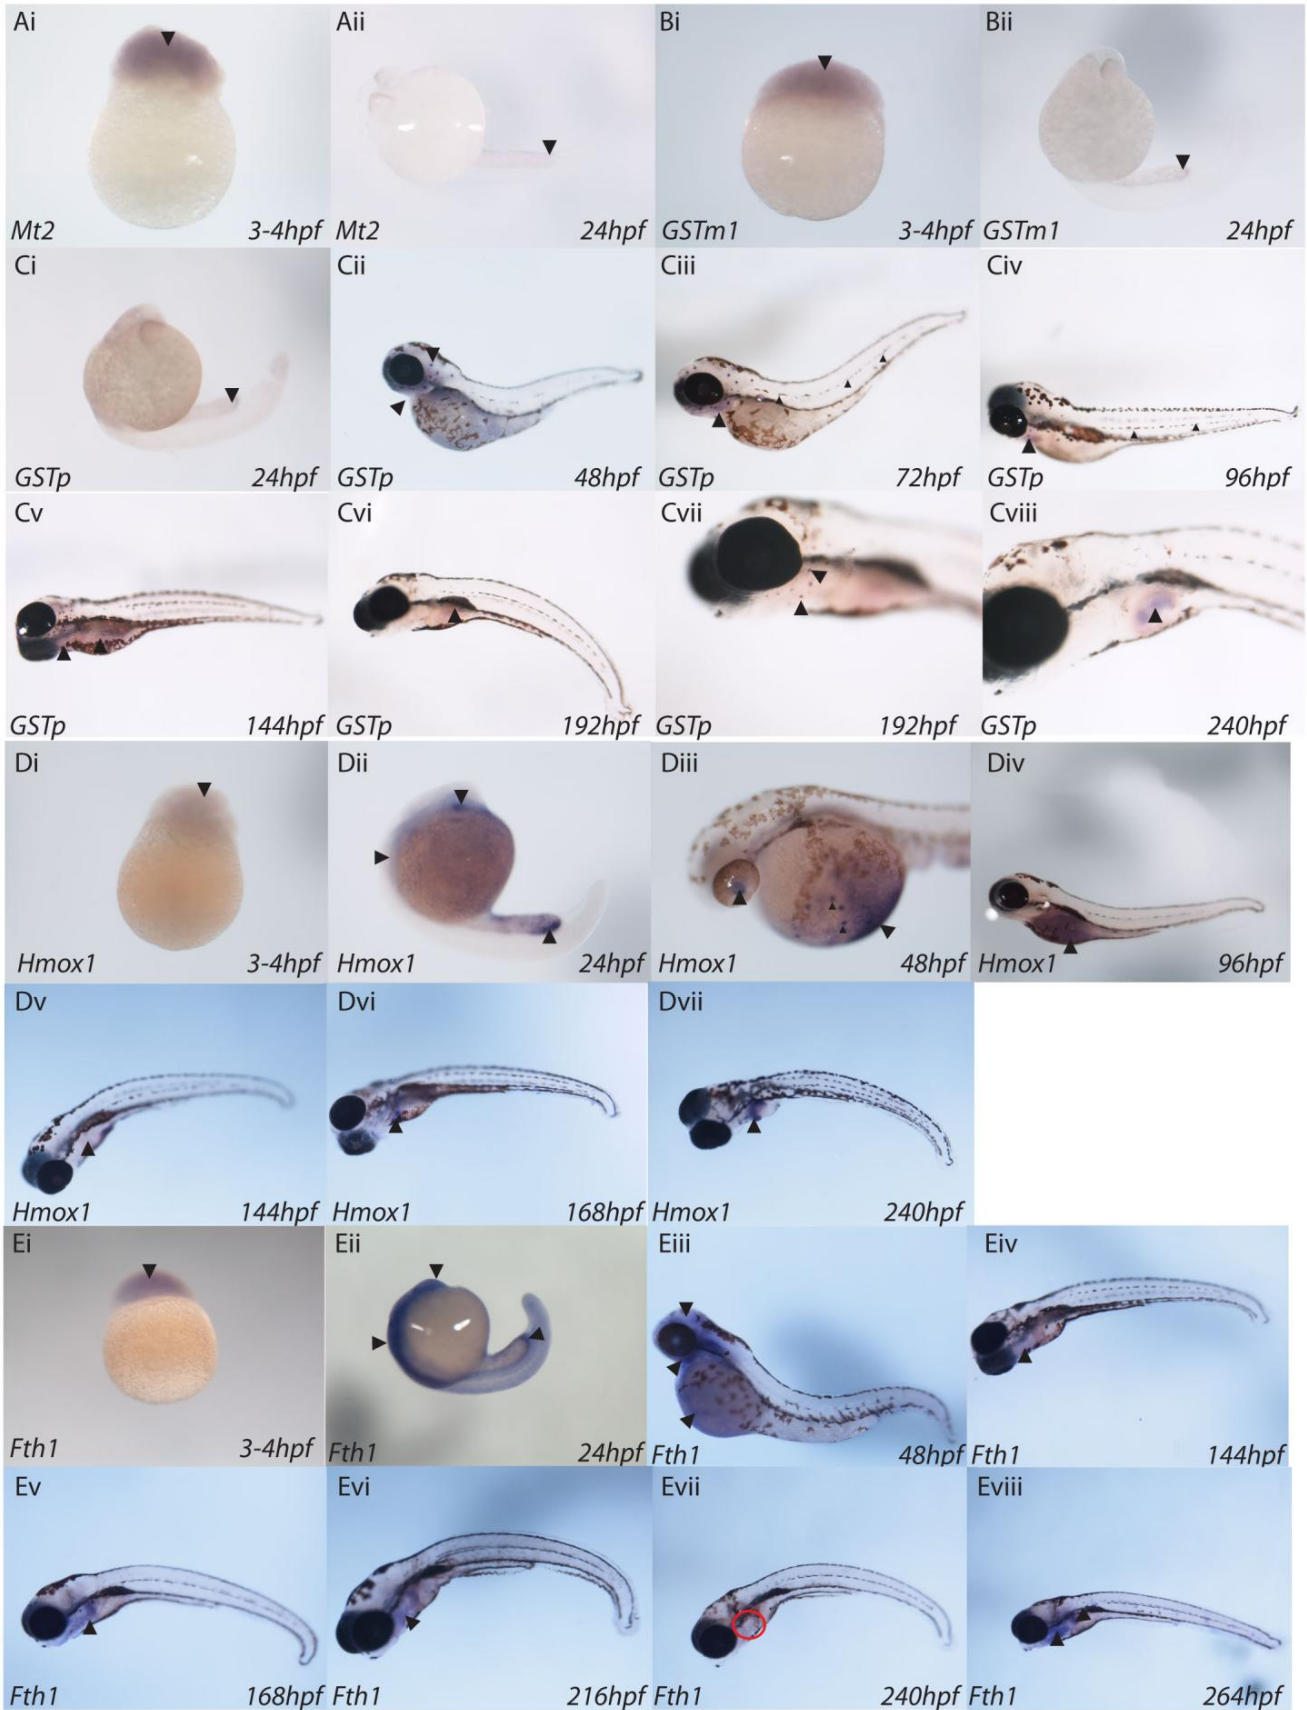 Ai Aii Bi Bii
Mt2 3-4hpf Mt2 24hpf GSTm1 3-4hpf GSTm1 24hpf
Ci Cii Ciii Civ
GSTp 24hpf GSTp 48hpf GSTp 72hpf GSTp 96hpf
Cv Cvi Cvii Cviii
GSTp 144hpf GSTp 192hpf GSTp 192hpf GSTp 240hpf
Di Dii Diii Div
Hmox1 3-4hpf Hmox1 24hpf Hmox1 48hpf Hmox1 96hpf
Dv Dvi Dvii
Hmox1 144hpf Hmox1 168hpf Hmox1 240hpf
Ei Eii Eiii Eiv
Fth1 3-4hpf Fth1 24hpf Fth1 48hpf Fth1 144hpf
Ev Evi Evii Eviii
Fth1 168hpf Fth1 216hpf Fth1 240hpf Fth1 264hpf